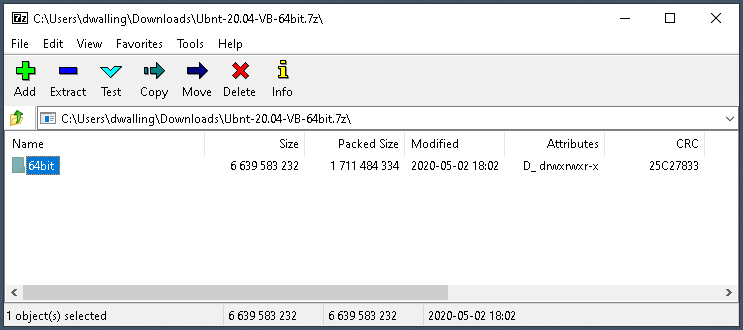 7z C:\Users\dwalling\Downloads\Ubnt-20.04-VB-64bit.7z\
File Edit View Favorites Tools Help
Add Extract Test Copy Move Delete Info
C:\Users\dwalling\Downloads\Ubnt-20.04-VB-64bit.7z\
Name Size Packed Size Modified Attributes CRC
64bit 6 639 583 232 1 711 484 334 2020-05-02 18:02 D_ drwxrwxr-x 25C27833
1 object(s) selected 6 639 583 232 6 639 583 232 2020-05-02 18:02